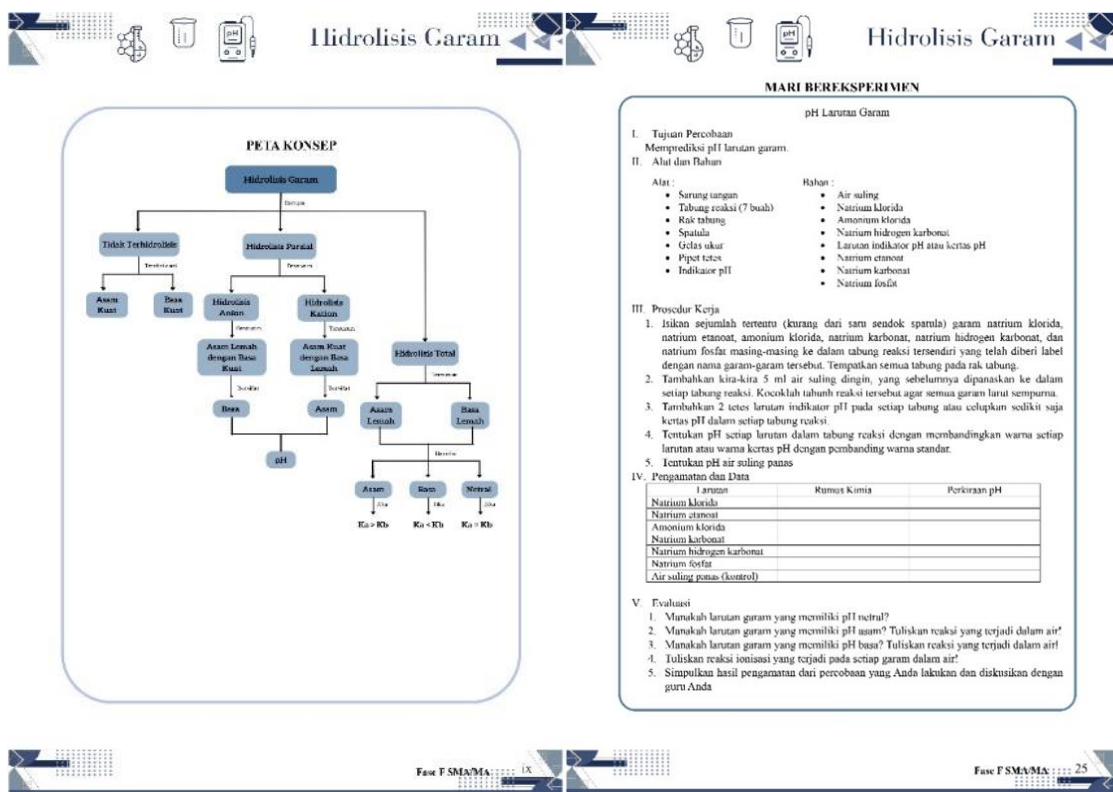 Hidrolisis Garam
PETA KONSEP
Hidrolisis Garam
Tidak Terhidrolisis
Hidrolisis Parsial
Asam Kuat
Basa Kuat
Hidrolisis Anion
Hidrolisis Kation
Hidrolisis Total
Tersusun
Tersusun
Asam Lemah dengan Basa Kuat
Asam Kuat dengan Basa Lemah
Tersusun
Bersifat
Bersifat
Basa
Asam
Asam Lemah
Basa Lemah
pH
Bersifat
Asam
Basa
Netral
Jika
Jika
Jika
Ka > Kb
Ka < Kb
Ka = Kb
Fase F SMA/MA
ix
Hidrolisis Garam
MARI BEREKSPERIMEN
pH Larutan Garam
I. Tujuan Percobaan
Memprediksi pH larutan garam.
II. Alat dan Bahan
Alat :
• Sarung tangan
• Tabung reaksi (7 buah)
• Rak tabung
• Spatula
• Gelas ukur
• Pipet tetes
• Indikator pH
Bahan :
• Air suling
• Natrium klorida
• Amonium klorida
• Natrium hidrogen karbonat
• Larutan indikator pH atau kertas pH
• Natrium etanoat
• Natrium karbonat
• Natrium fosfat
III. Prosedur Kerja
1. Isikan sejumlah tertentu (kurang dari satu sendok spatula) garam natrium klorida,
natrium etanoat, amonium klorida, natrium karbonat, natrium hidrogen karbonat, dan
natrium fosfat masing-masing ke dalam tabung reaksi tersendiri yang telah diberi label
dengan nama garam-garam tersebut. Tempatkan semua tabung pada rak tabung.
2. Tambahkan kira-kira 5 ml air suling dingin, yang sebelumnya dipanaskan ke dalam
setiap tabung reaksi. Kocoklah reaksi tersebut agar semua garam larut sempurna.
3. Tambahkan 2 tetes larutan indikator pH pada setiap tabung atau celupkan sedikit saja
kertas pH dalam setiap tabung reaksi.
4. Tentukan pH setiap larutan dalam tabung reaksi dengan membandingkan warna setiap
larutan atau warna kertas pH dengan pembanding warna standar.
5. Tentukan pH air suling panas
IV. Pengamatan dan Data
Larutan Rumus Kimia Perkiraan pH
Natrium klorida
Natrium etanoat
Amonium klorida
Natrium karbonat
Natrium hidrogen karbonat
Natrium fosfat
Air suling panas (kontrol)
V. Evaluasi
1. Manakah larutan garam yang memiliki pH netral?
2. Manakah larutan garam yang memiliki pH asam? Tuliskan reaksi yang terjadi dalam air!
3. Manakah larutan garam yang memiliki pH basa? Tuliskan reaksi yang terjadi dalam air!
4. Tuliskan reaksi ionisasi yang terjadi pada setiap garam dalam air!
5. Simpulkan hasil pengamatan dari percobaan yang Anda lakukan dan diskusikan dengan
guru Anda
Fase F SMA/MA
25